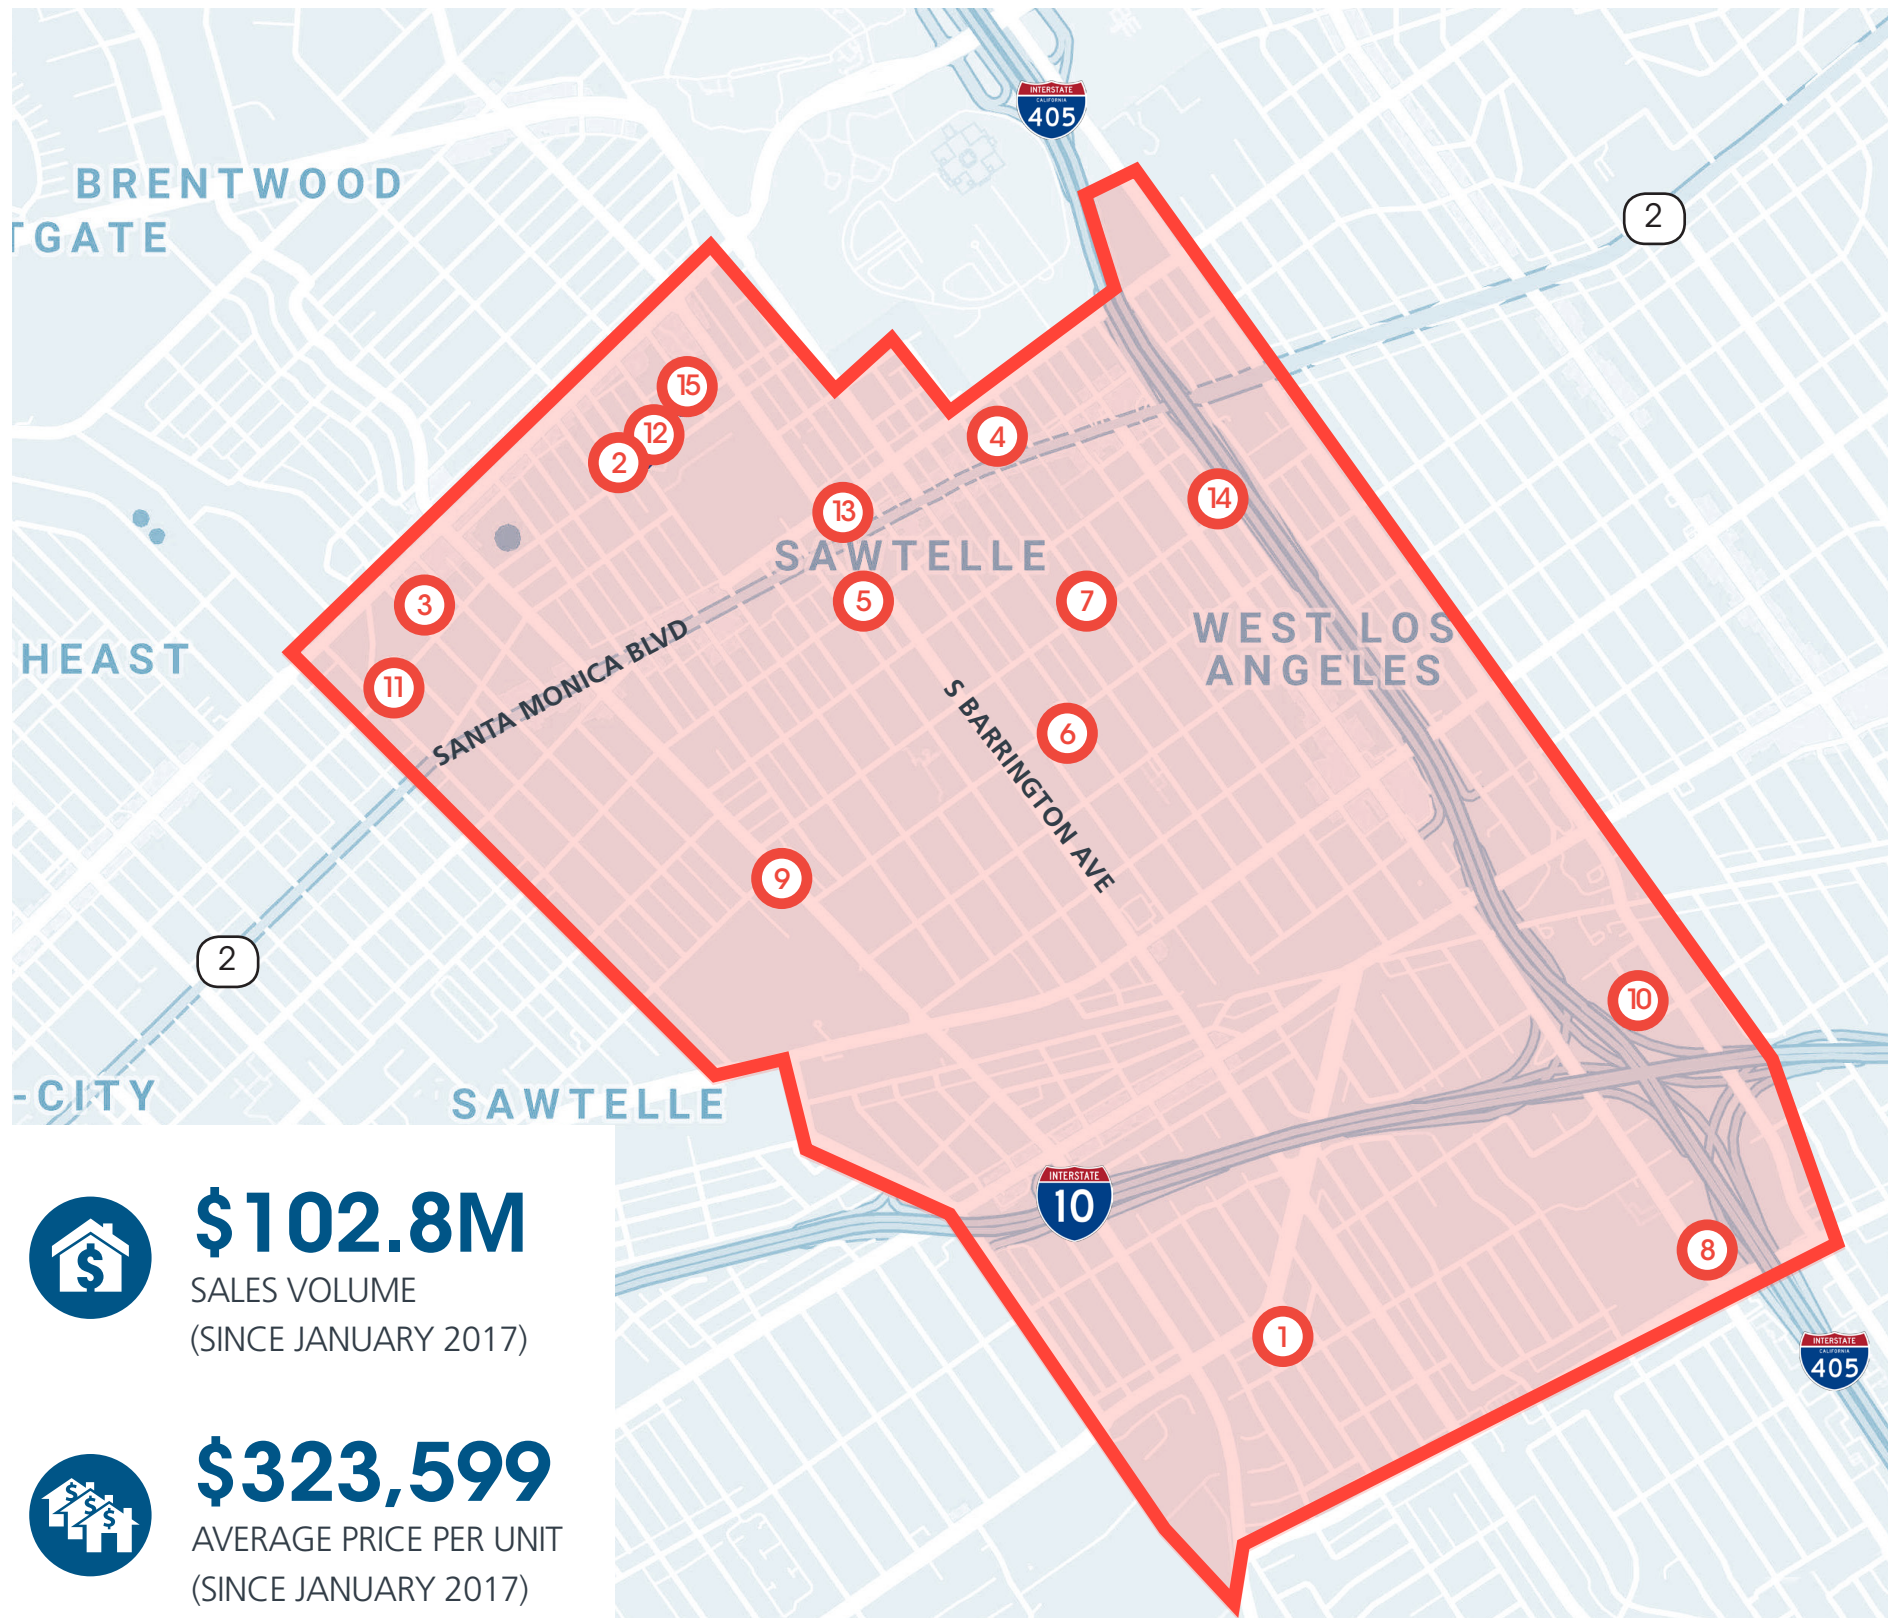 INTERSTATE
CALIFORNIA
405
BRENTWOOD
TGATE
2
15
12
2
4
13
14
SAWTELLE
3
5
7
WEST LOS
ANGELES
HEAST
11
SANTA MONICA BLVD
S BARRINGTON AVE
6
9
2
10
-CITY
SAWTELLE
INTERSTATE
10
8
1
INTERSTATE
CALIFORNIA
405
$102.8M
SALES VOLUME
(SINCE JANUARY 2017)
$323,599
AVERAGE PRICE PER UNIT
(SINCE JANUARY 2017)